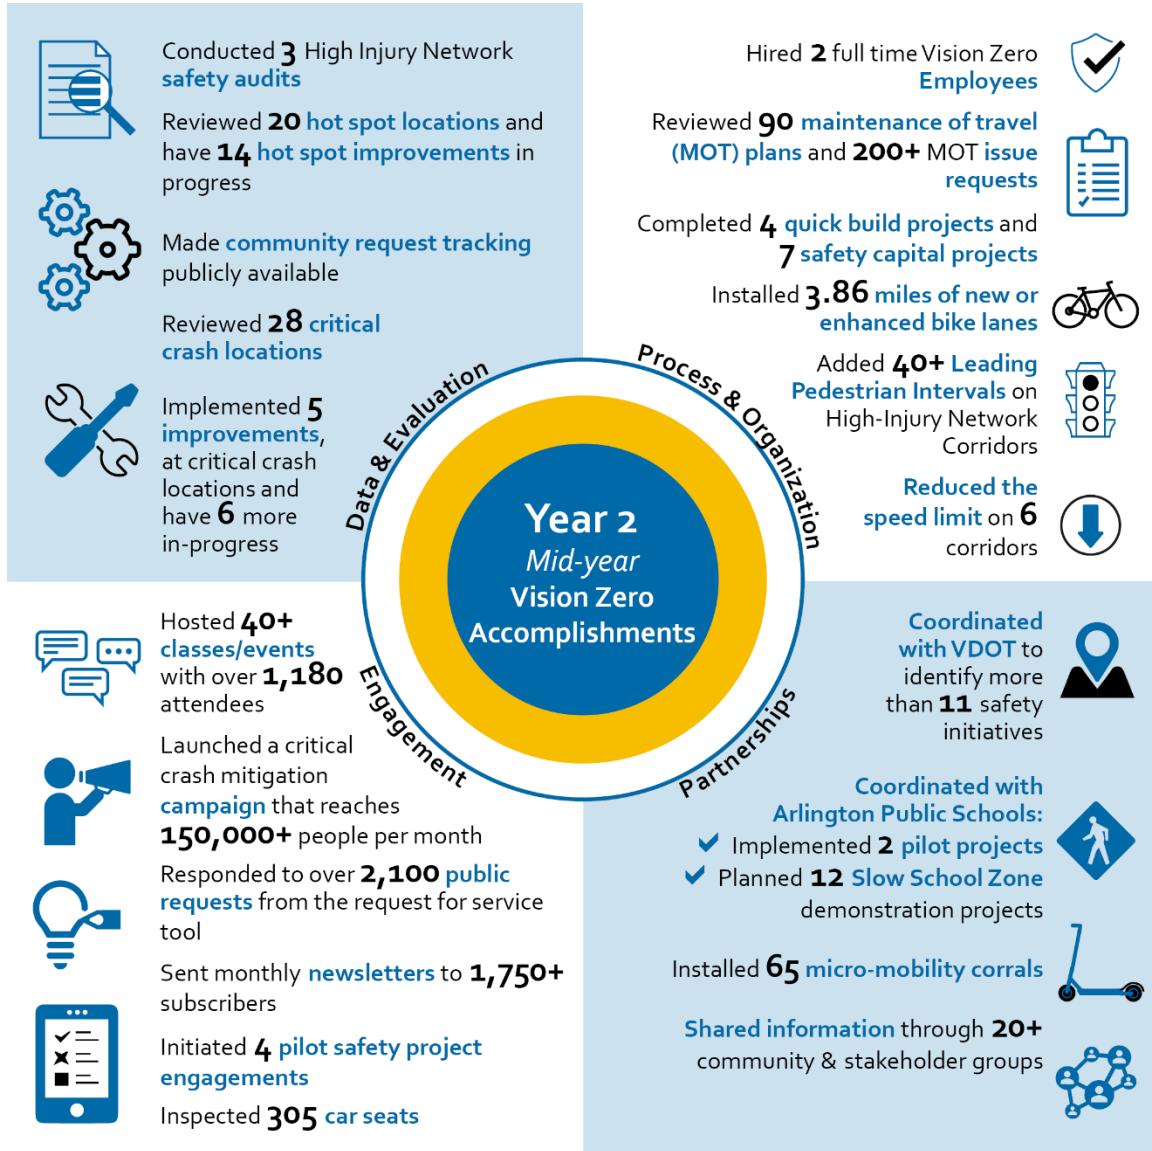 Conducted 3 High Injury Network
safety audits
Reviewed 20 hot spot locations and
have 14 hot spot improvements in
progress
Made community request tracking
publicly available
Reviewed 28 critical
crash locations
Implemented 5
improvements,
at critical crash
locations and
have 6 more
in-progress
Hired 2 full time Vision Zero
Employees
Reviewed 90 maintenance of travel
(MOT) plans and 200+ MOT issue
requests
Completed 4 quick build projects and
7 safety capital projects
Installed 3.86 miles of new or
enhanced bike lanes
Added 40+ Leading
Pedestrian Intervals on
High-Injury Network
Corridors
Reduced the
speed limit on 6
corridors
Data & Evaluation
Process & Organization
Year 2
Mid-year
Vision Zero
Accomplishments
Engagement
Partnerships
Hosted 40+
classes/events
with over 1,180
attendees
Launched a critical
crash mitigation
campaign that reaches
150,000+ people per month
Responded to over 2,100 public
requests from the request for service
tool
Sent monthly newsletters to 1,750+
subscribers
Initiated 4 pilot safety project
engagements
Inspected 305 car seats
Coordinated
with VDOT to
identify more
than 11 safety
initiatives
Coordinated with
Arlington Public Schools:
Implemented 2 pilot projects
Planned 12 Slow School Zone
demonstration projects
Installed 65 micro-mobility corrals
Shared information through 20+
community & stakeholder groups